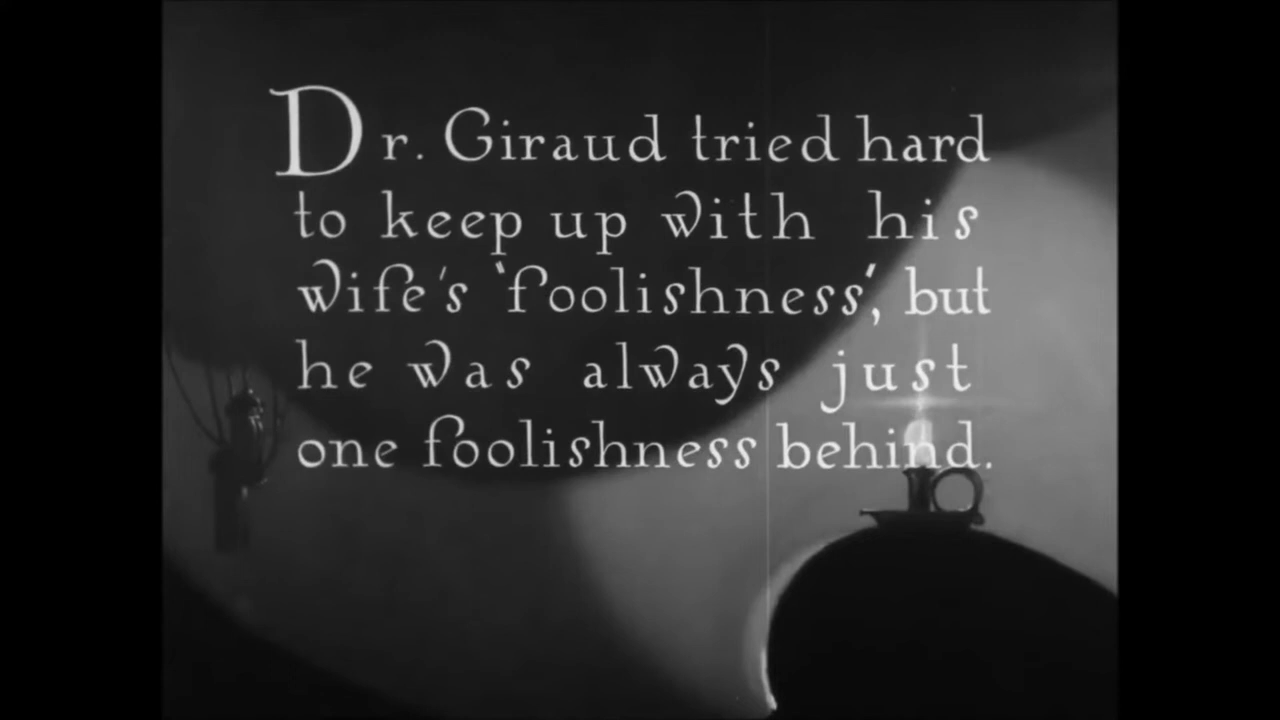 Dr. Giraud tried hard
to keep up with his
wife's 'foolishness', but
he was always just
one foolishness behind.